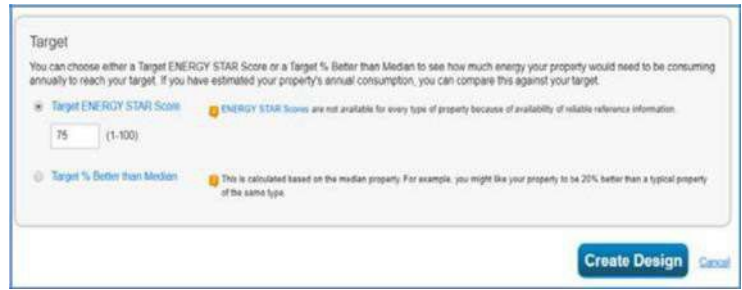 Target
You can choose either a Target ENERGY STAR Score or a Target % Better than Median to see how much energy your property would need to be consuming
annually to reach your target. If you have estimated your property's annual consumption, you can compare this against your target.
Target ENERGY STAR Score
ENERGY STAR Scores are not available for every type of property because of availability of reliable reference information.
75 (1-100)
Target % Better than Median
This is calculated based on the median property. For example, you might like your property to be 20% better than a typical property
of the same type.
Create Design Cancel